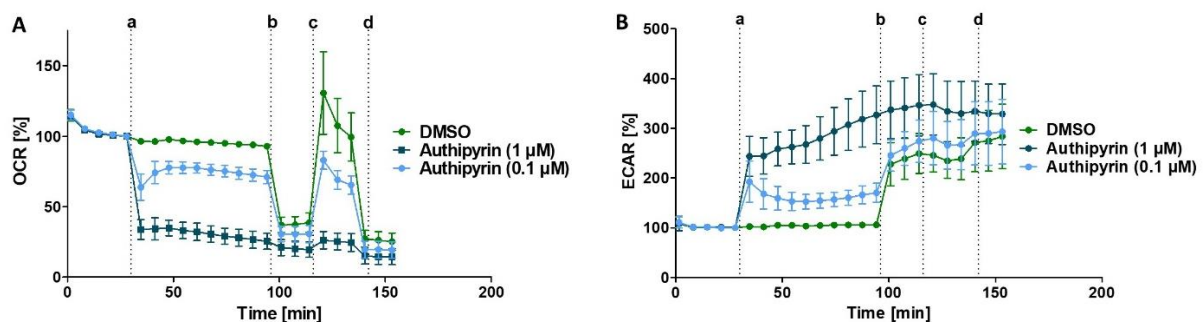 A
a b c d
OCR [%]
150
100
50
0
0 50 100 150 200
Time [min]
DMSO
Authipyrin (1 µM)
Authipyrin (0.1 µM)
B
a b c d
ECAR [%]
500
400
300
200
100
0
0 50 100 150 200
Time [min]
DMSO
Authipyrin (1 µM)
Authipyrin (0.1 µM)